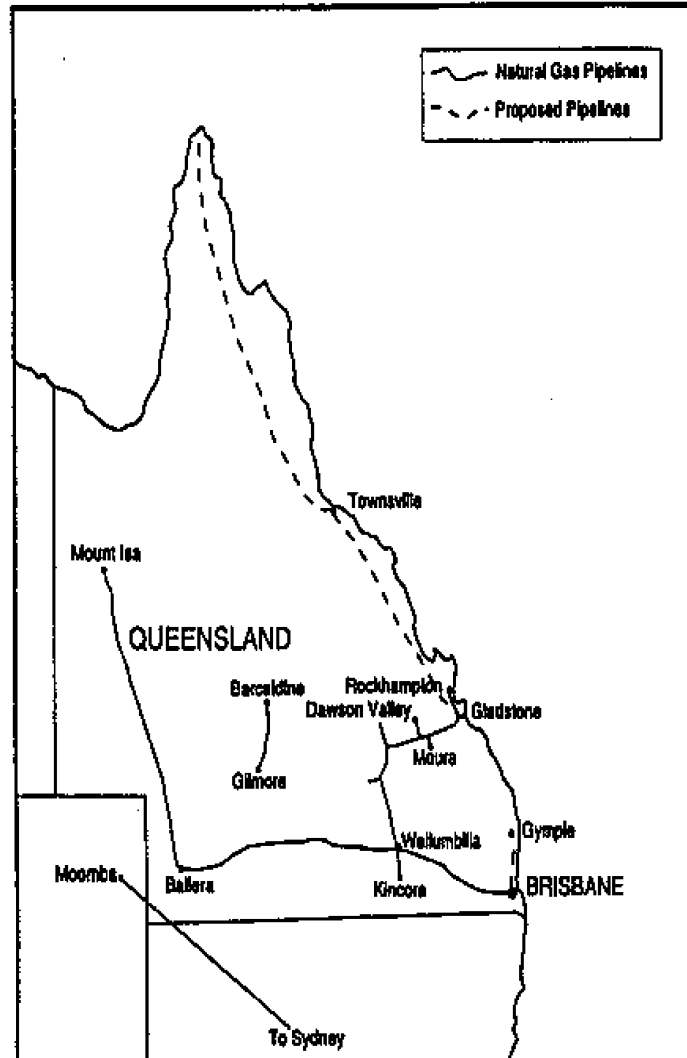 Natural Gas Pipelines
Proposed Pipelines
Townsville
Mount Isa
QUEENSLAND
Barcaldine
Rockhampton
Dawson Valley
Gladstone
Moura
Gilmore
Gympie
Wallumbilla
Moomba
Ballera
Kincora
BRISBANE
To Sydney